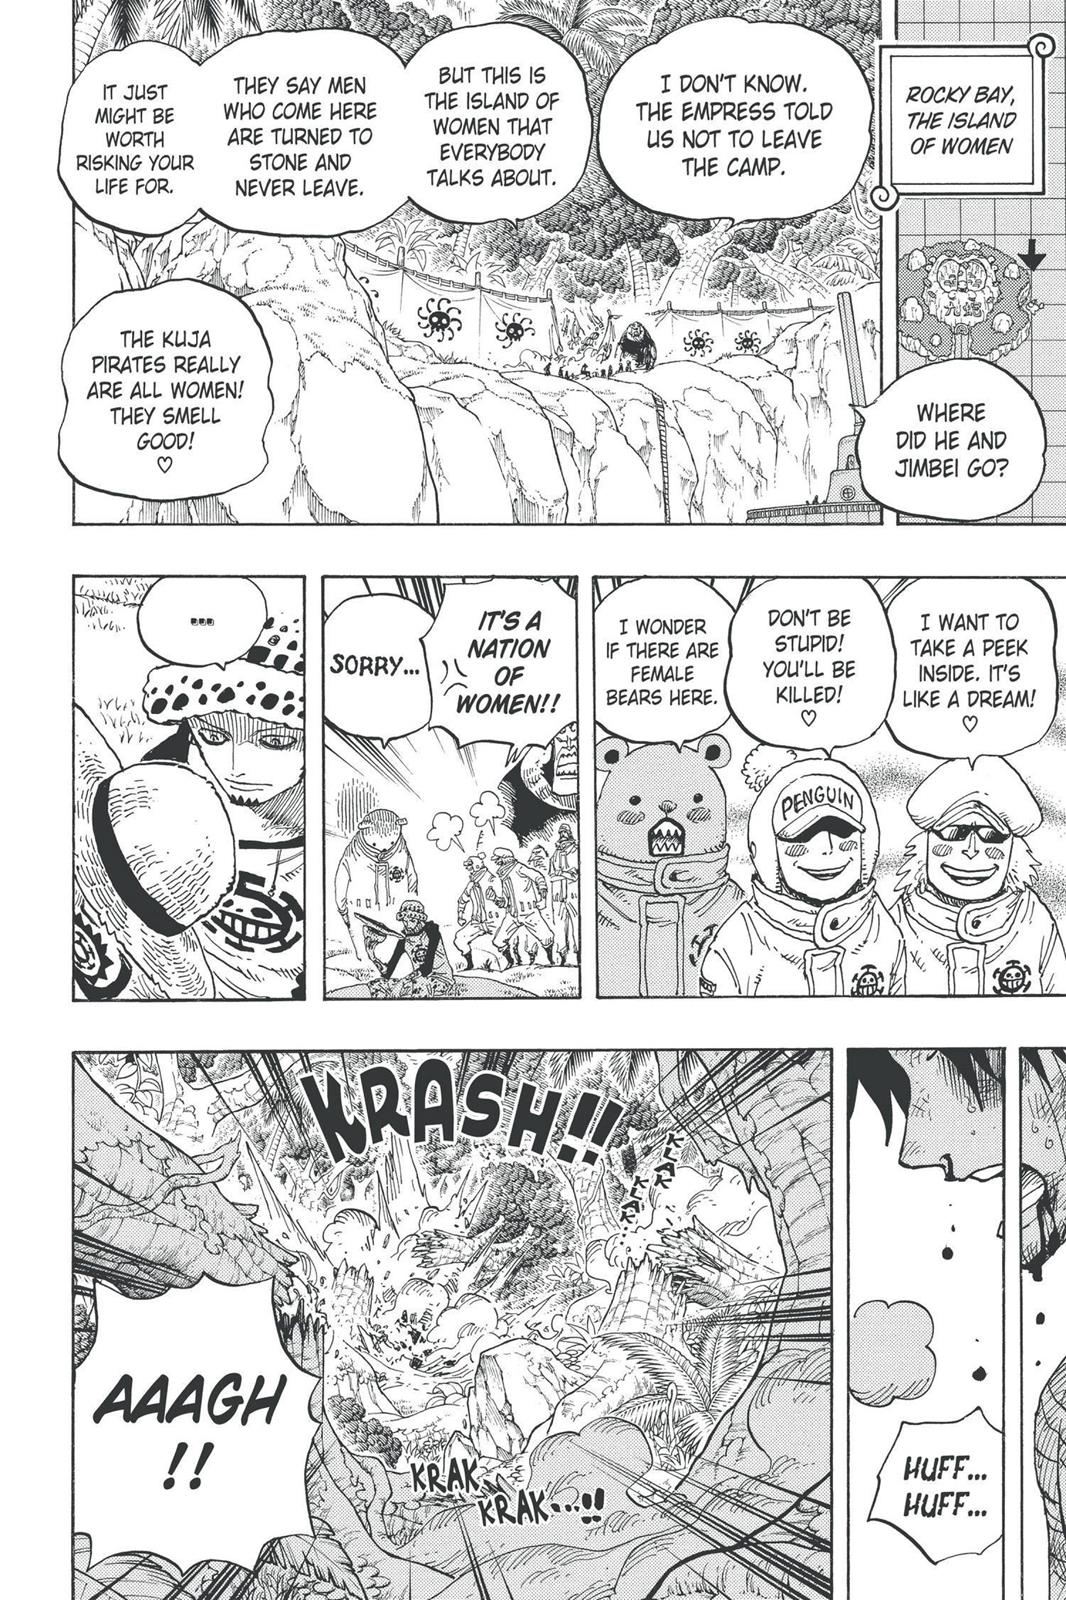 ROCKY BAY,
THE ISLAND
OF WOMEN
WHERE
DID HE AND
JIMBEI GO?
I DON'T KNOW.
THE EMPRESS TOLD
US NOT TO LEAVE
THE CAMP.
BUT THIS IS
THE ISLAND OF
WOMEN THAT
EVERYBODY
TALKS ABOUT.
THEY SAY MEN
WHO COME HERE
ARE TURNED TO
STONE AND
NEVER LEAVE.
IT JUST
MIGHT BE
WORTH
RISKING YOUR
LIFE FOR.
THE KUJA
PIRATES REALLY
ARE ALL WOMEN!
THEY SMELL
GOOD!
♡
I WANT TO
TAKE A PEEK
INSIDE. IT'S
LIKE A DREAM!
♡
DON'T BE
STUPID!
YOU'LL BE
KILLED!
♡
I WONDER
IF THERE ARE
FEMALE
BEARS HERE.
PENGUIN
IT'S A
NATION
OF
WOMEN!!
SORRY...
...
HUFF...
HUFF...
KRASH!!
KLAK
KLAK
AAAGH
!!
KRAK
KRAK...!!